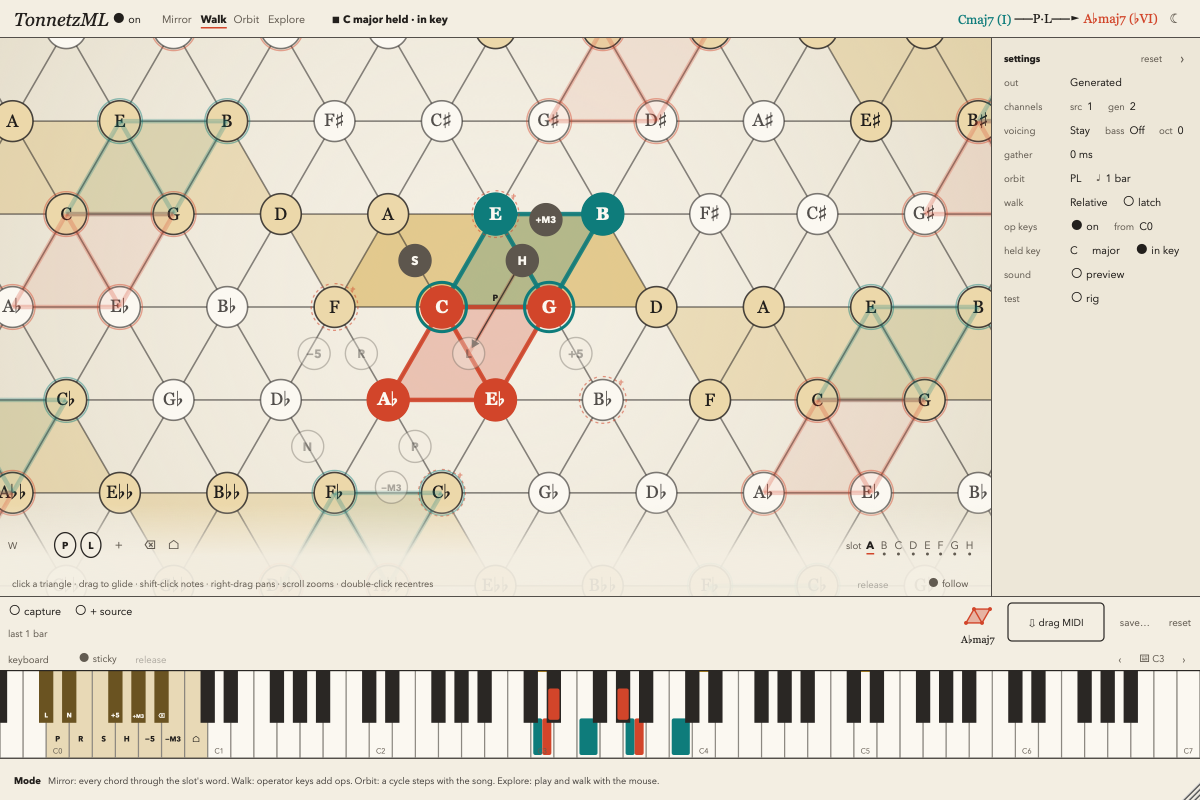 TonnetzML on Mirror Walk Orbit Explore C major held · in key Cmaj7 (I) P·L A♭maj7 (♭VI)
settings reset ›
out Generated
channels src 1 gen 2
voicing Stay bass Off oct 0
gather 0 ms
orbit PL ♩ 1 bar
walk Relative latch
op keys on from C0
held key C major in key
sound preview
test rig
A E B F♯ C♯ G♯ D♯ A♯ E♯ B♯
C G D A E +M3 B F♯ C♯ G♯
S H
P
A♭ E♭ B♭ F C G D A E B
−5 R L +5
C♭ G♭ D♭ A♭ E♭ B♭ F C G
N P
−M3
A♭♭ E♭♭ B♭♭ F♭ C♭ G♭ D♭ A♭ E♭ B♭
W P L + slot A B C D E F G H
E♭♭ B♭♭ F♭ C♭
click a triangle · drag to glide · shift-click notes · right-drag pans · scroll zooms · double-click recentres release follow
capture + source
last 1 bar
A♭maj7 ⇩ drag MIDI save… reset
keyboard sticky release ‹ C3 ›
L N +5 +M3 ⌫
P R S H −5 −M3
C0 C1 C2 C4 C5 C6 C7
Mode Mirror: every chord through the slot's word. Walk: operator keys add ops. Orbit: a cycle steps with the song. Explore: play and walk with the mouse.